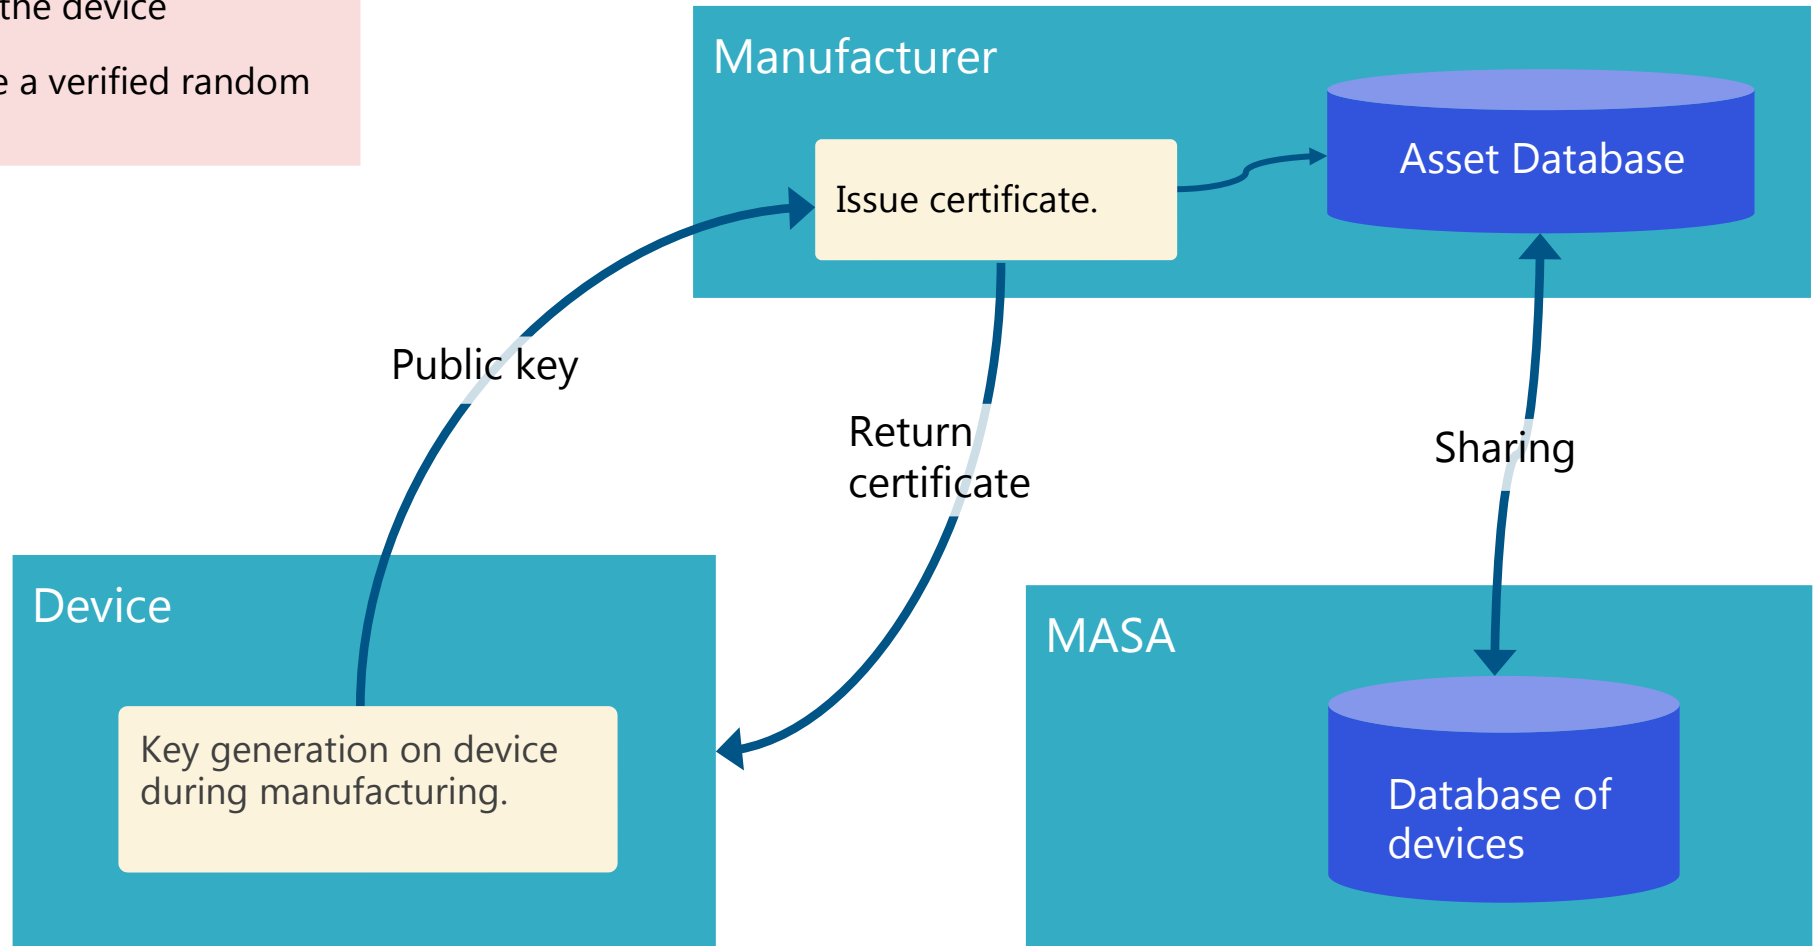 the device
a verified random
Manufacturer
Issue certificate.
Asset Database
Public key
Return
certificate
Sharing
Device
Key generation on device
during manufacturing.
MASA
Database of
devices